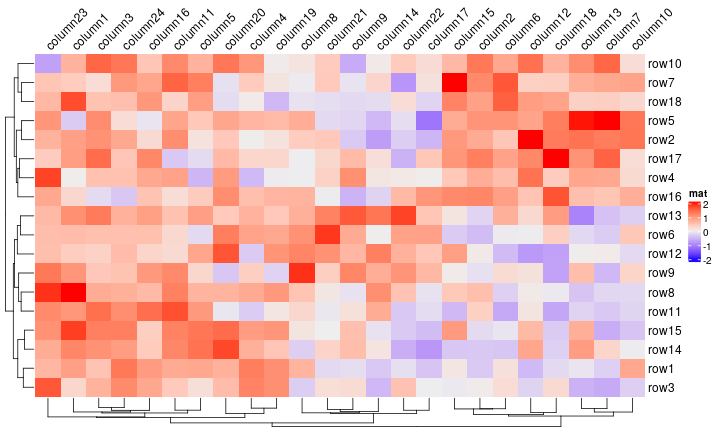 column23 column1 column3 column24 column16 column11 column5 column20 column4 column19 column8 column21 column9 column14 column22 column17 column15 column2 column6 column12 column18 column13 column7 column10
row10
row7
row18
row5
row2
row17
row4
row16
row13
row6
row12
row9
row8
row11
row15
row14
row1
row3
mat
2
1
0
-1
-2